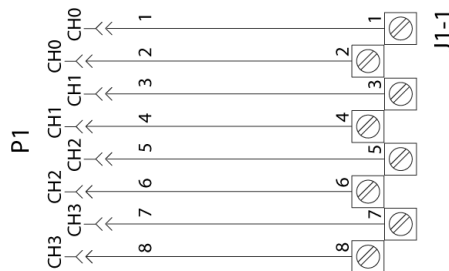 P1
CH0 1 1
CH0 2 2
CH1 3 3
CH1 4 4
CH2 5 5
CH2 6 6
CH3 7 7
CH3 8 8
J1-1